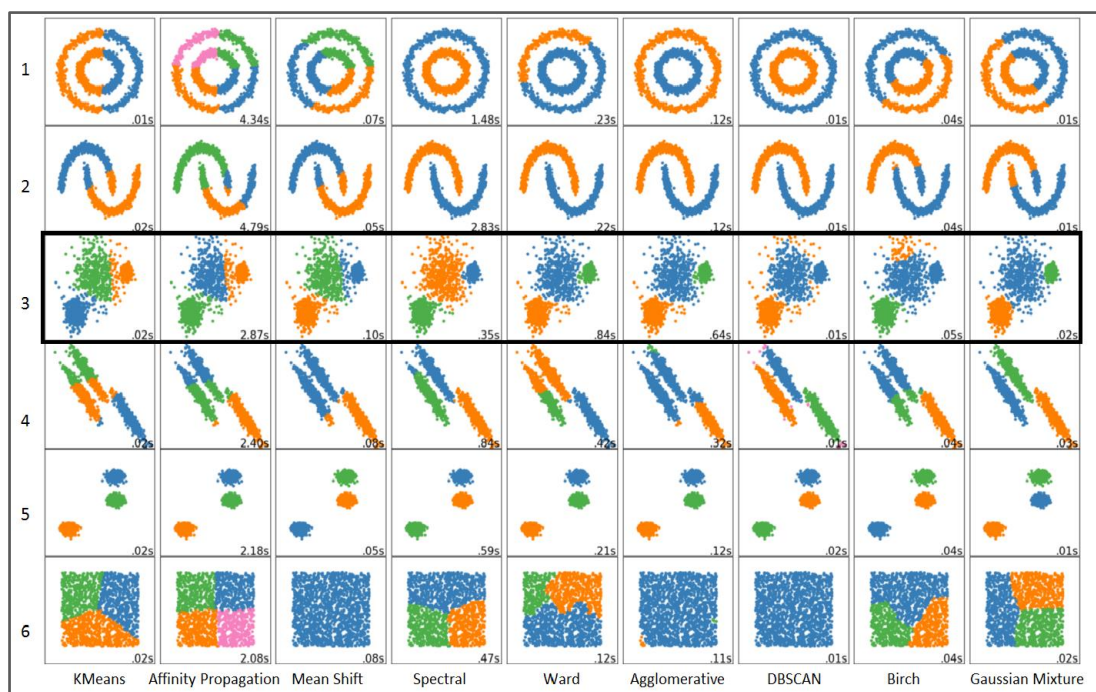 1
.01s 4.34s .07s 1.48s .23s .12s .01s .04s .01s
2
.02s 4.79s .05s 2.83s .22s .12s .01s .04s .01s
3
.02s 2.87s .10s .35s .84s .64s .01s .05s .02s
4
.02s 2.40s .08s .84s .42s .32s .01s .04s .03s
5
.02s 2.18s .05s .59s .21s .12s .02s .04s .01s
6
.02s 2.08s .08s .47s .12s .11s .01s .04s .02s
KMeans Affinity Propagation Mean Shift Spectral Ward Agglomerative DBSCAN Birch Gaussian Mixture